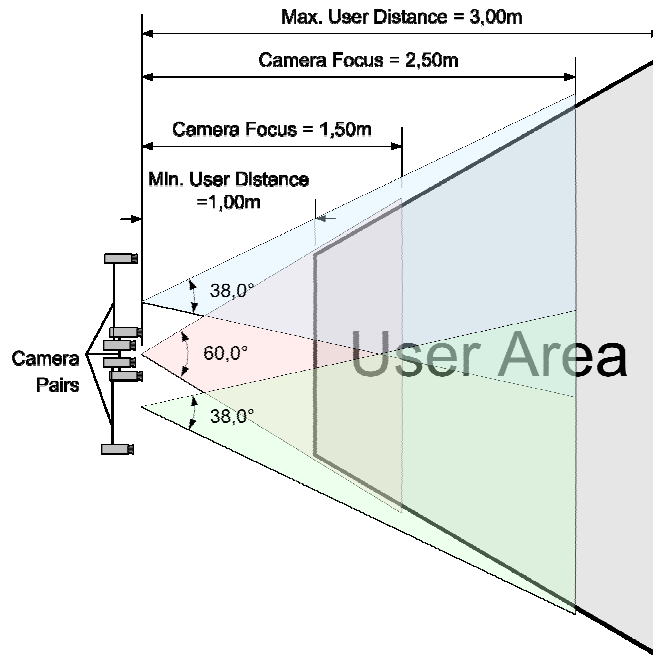 Max. User Distance = 3,00m
Camera Focus = 2,50m
Camera Focus = 1,50m
Min. User Distance
=1,00m
38,0°
60,0°
User Area
Camera
Pairs
38,0°